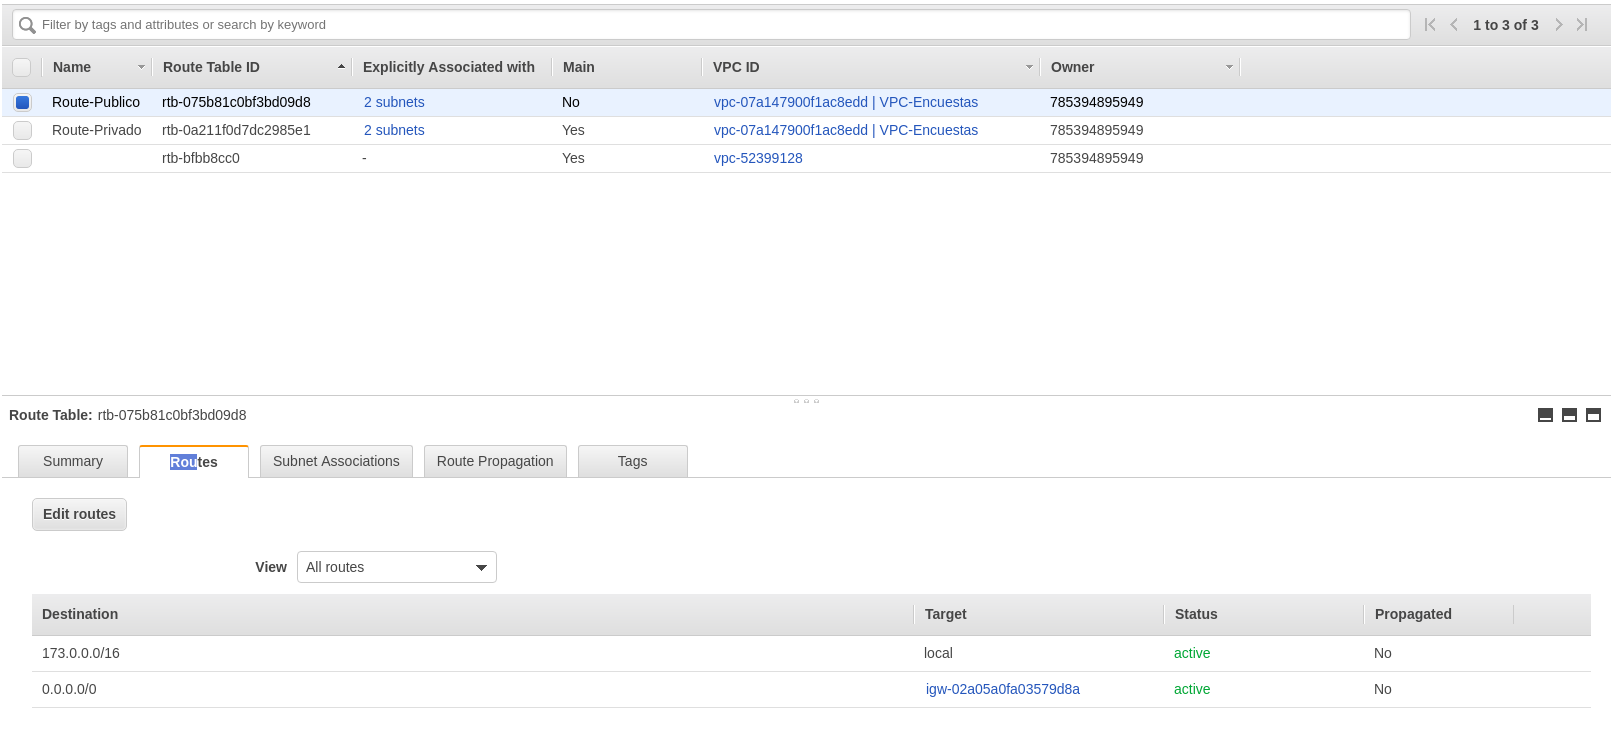 Filter by tags and attributes or search by keyword 1 to 3 of 3
Name Route Table ID Explicitly Associated with Main VPC ID Owner
Route-Publico rtb-075b81c0bf3bd09d8 2 subnets No vpc-07a147900f1ac8edd | VPC-Encuestas 785394895949
Route-Privado rtb-0a211f0d7dc2985e1 2 subnets Yes vpc-07a147900f1ac8edd | VPC-Encuestas 785394895949
rtb-bfbb8cc0 - Yes vpc-52399128 785394895949
Route Table: rtb-075b81c0bf3bd09d8
Summary Routes Subnet Associations Route Propagation Tags
Edit routes
View All routes
Destination Target Status Propagated
173.0.0.0/16 local active No
0.0.0.0/0 igw-02a05a0fa03579d8a active No